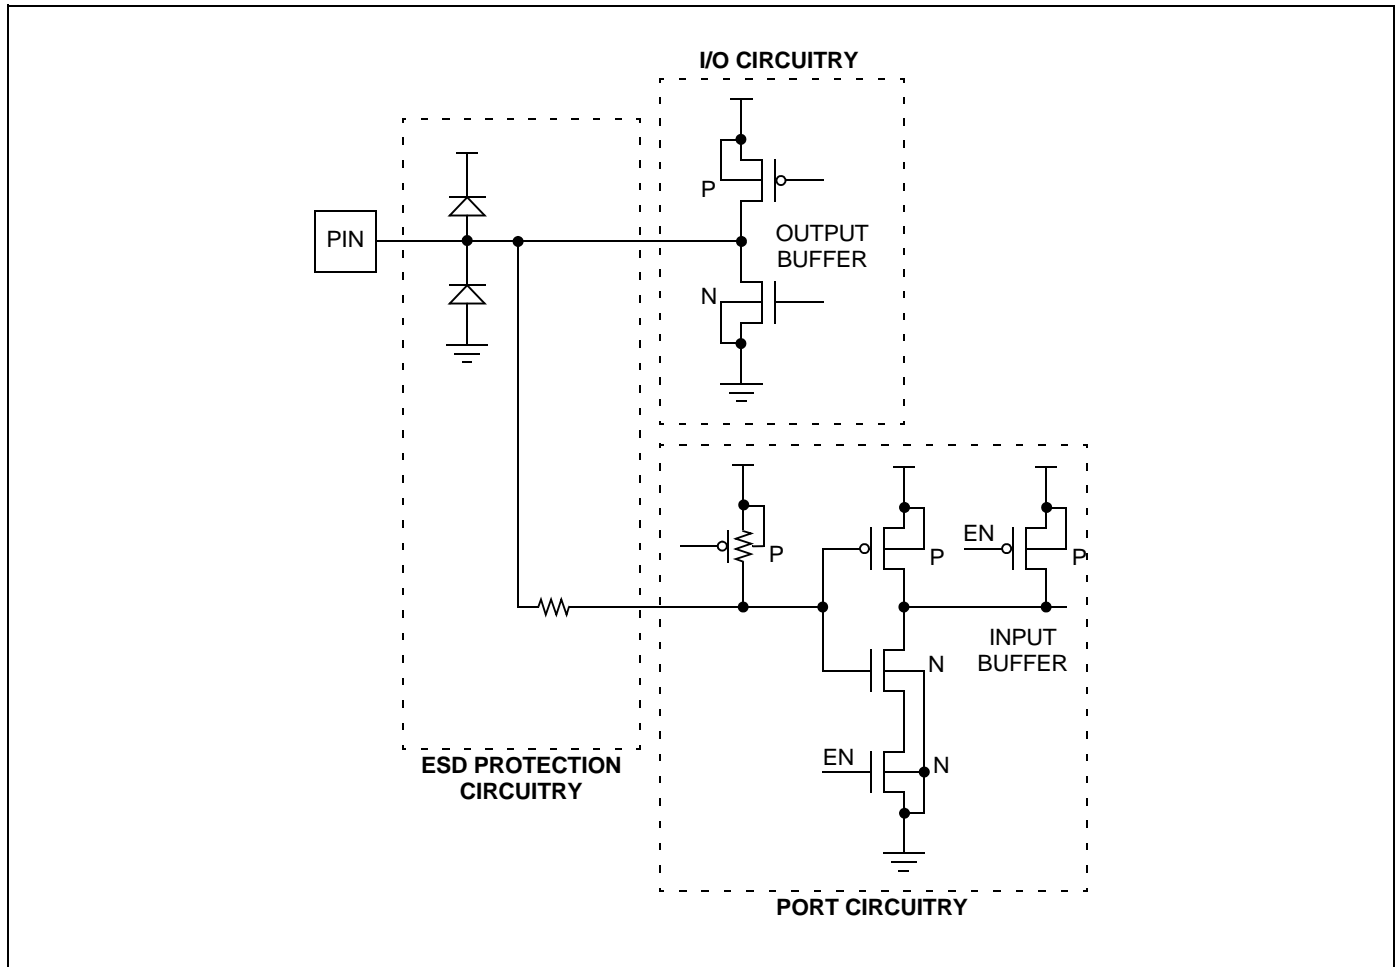 I/O CIRCUITRY
P
PIN
OUTPUT
BUFFER
N
EN
P
P
P
INPUT
BUFFER
N
EN
N
ESD PROTECTION
CIRCUITRY
PORT CIRCUITRY